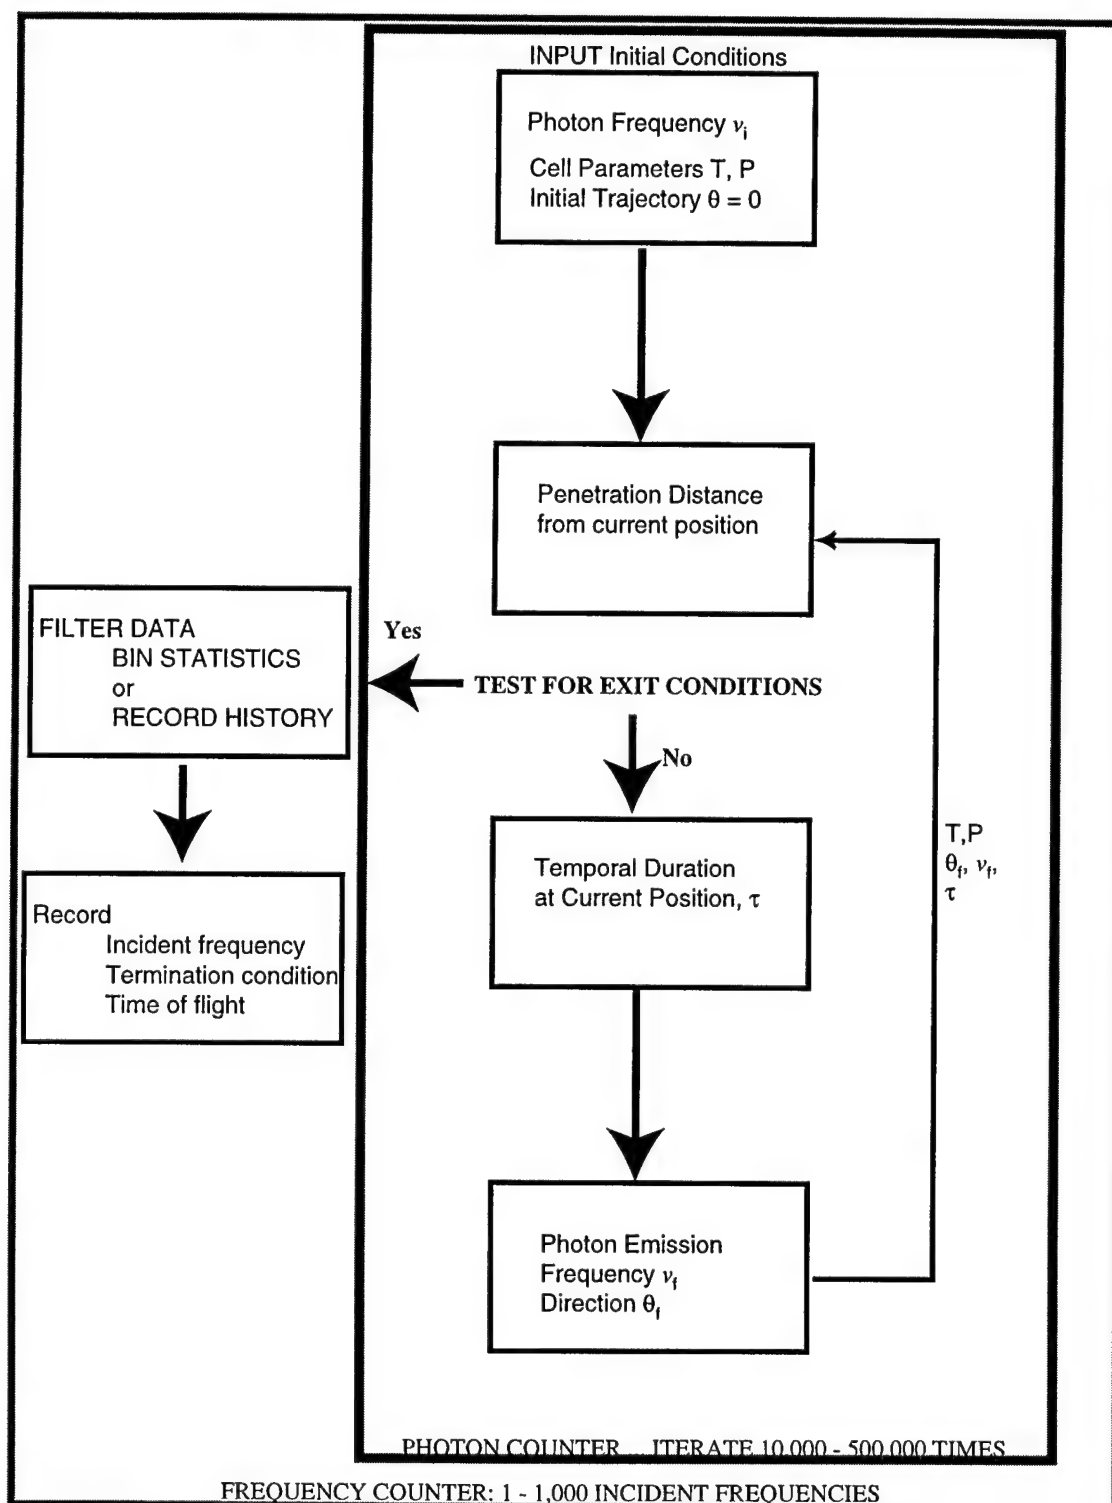 INPUT Initial Conditions
Photon Frequency νi
Cell Parameters T, P
Initial Trajectory θ = 0
Penetration Distance
from current position
Yes
TEST FOR EXIT CONDITIONS
No
FILTER DATA
BIN STATISTICS
or
RECORD HISTORY
Record
Incident frequency
Termination condition
Time of flight
Temporal Duration
at Current Position, τ
T,P
θf, νf,
τ
Photon Emission
Frequency νf
Direction θf
PHOTON COUNTER ITERATE 10,000 - 500,000 TIMES
FREQUENCY COUNTER: 1 - 1,000 INCIDENT FREQUENCIES